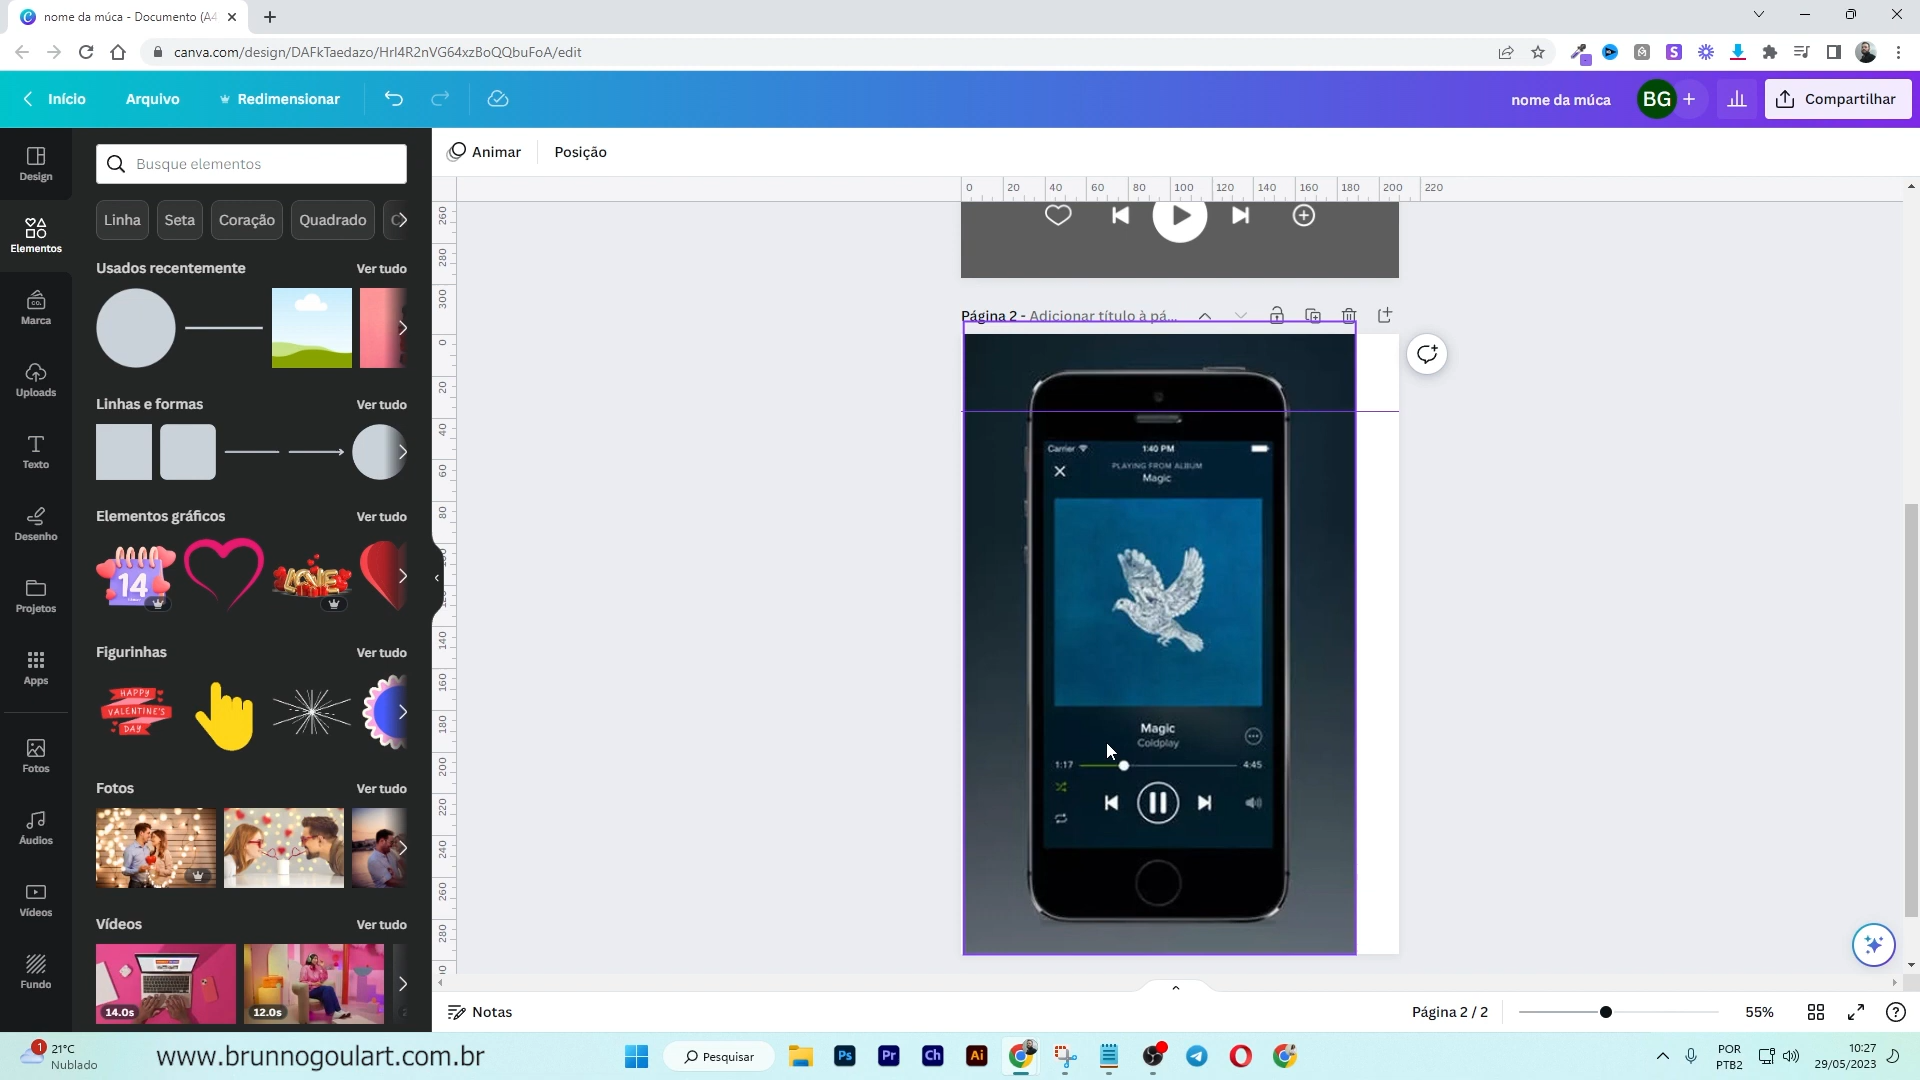 nome da múca - Documento (A4
canva.com/design/DAFkTaedazo/HrI4R2nVG64xzBoQQbuFoA/edit
Início
Arquivo
Redimensionar
nome da múca
BG
Compartilhar
Design
Elementos
Marca
Uploads
Texto
Desenho
Projetos
Apps
Fotos
Áudios
Vídeos
Fundo
Busque elementos
Linha
Seta
Coração
Quadrado
Usados recentemente
Ver tudo
Linhas e formas
Ver tudo
Elementos gráficos
Ver tudo
14
LOVE
Figurinhas
Ver tudo
HAPPY
VALENTINE'S
DAY
Fotos
Ver tudo
Vídeos
Ver tudo
14.0s
12.0s
Animar
Posição
0 20 40 60 80 100 120 140 160 180 200 220
260
280
300
0
20
40
60
80
140
160
180
200
220
240
260
280
Página 2 - Adicionar título à pá...
Carrier
1:40 PM
PLAYING FROM ALBUM
Magic
Magic
Coldplay
1:17
4:45
Notas
Página 2 / 2
55%
1
21°C
Nublado
www.brunnogoulart.com.br
Pesquisar
Ps
Pr
Ch
Ai
POR
PTB2
10:27
29/05/2023